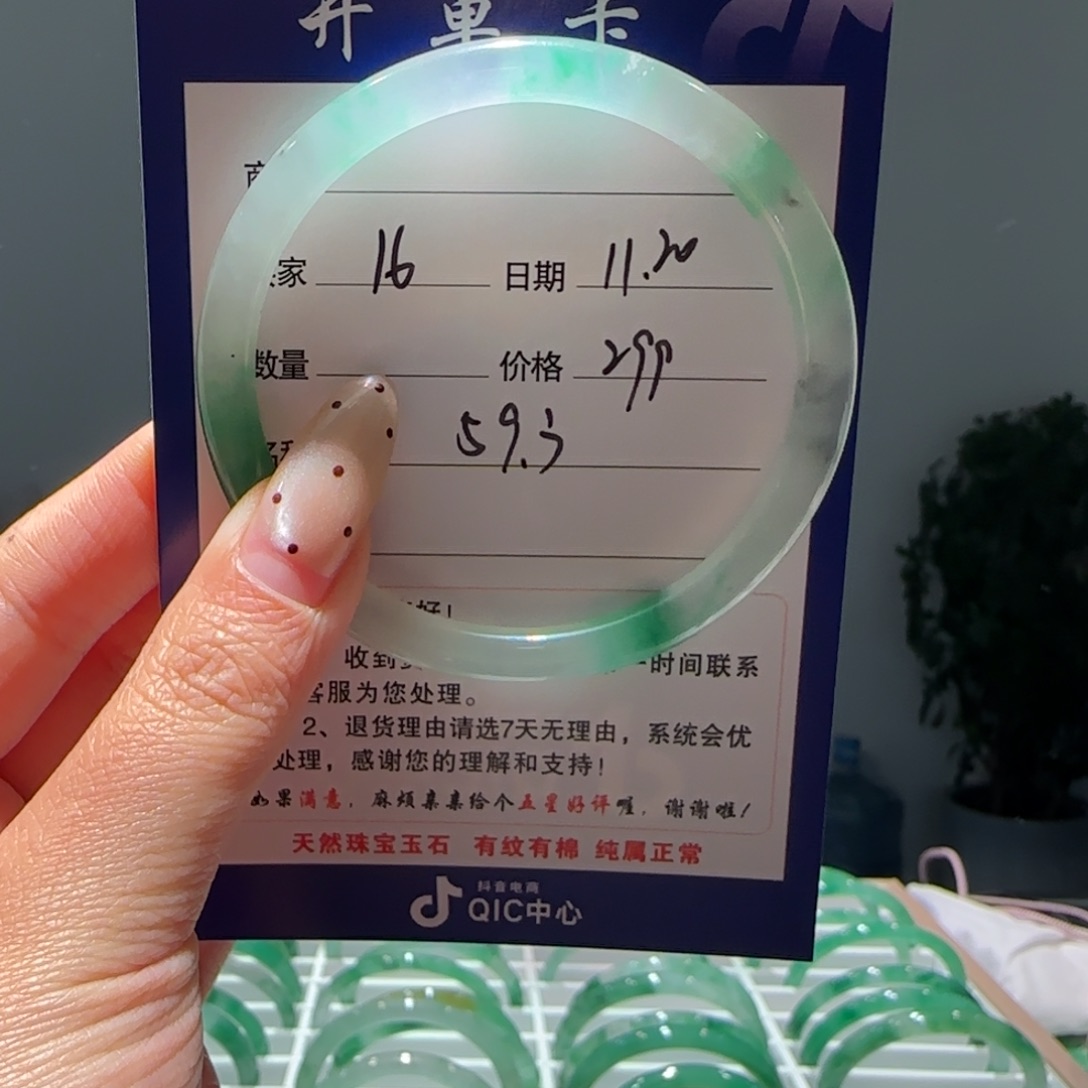 开单卡
商
家 16 日期 11.20
数量 价格 299
59.3
好!
收到 一时间联系
客服为您处理。
2、退货理由请选7天无理由，系统会优
处理，感谢您的理解和支持!
如果满意，麻烦亲亲给个五星好评喔，谢谢啦!
天然珠宝玉石 有纹有棉 纯属正常
抖音电商
QIC中心